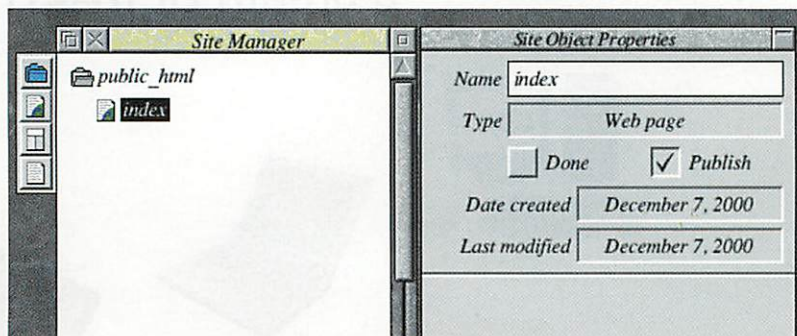 Site Manager
public_html
index
Site Object Properties
Name index
Type Web page
Done Publish
Date created December 7, 2000
Last modified December 7, 2000